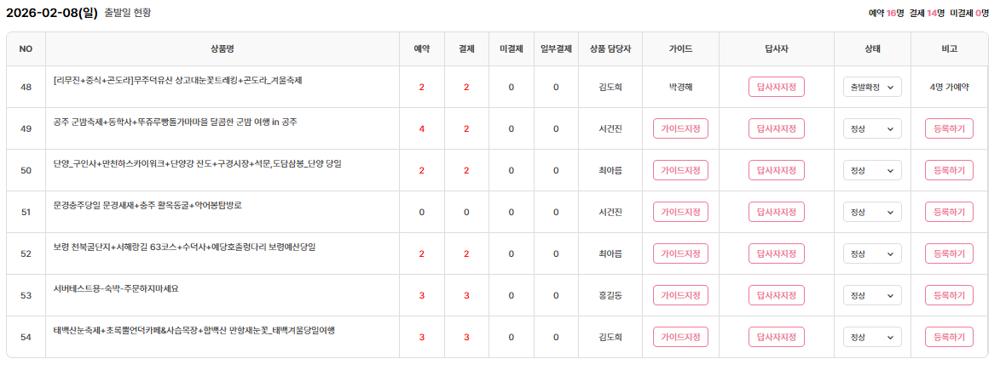 2026-02-08(일) 출발일 현황
예약 16명 결제 14명 미결제 0명
NO 상품명 예약 결제 미결제 일부결제 상품 담당자 가이드 답사자 상태 비고
48 [리무진+중식+곤도라]무주덕유산 상고대눈꽃트레킹+곤도라_겨울축제 2 2 0 0 김도희 박경해 답사자지정 출발확정 4명 가예약
49 공주 군밤축제+동학사+뚜쥬루빵돌가마마을 달콤한 군밤 여행 in 공주 4 2 0 0 서건진 가이드지정 답사자지정 정상 등록하기
50 단양_구인사+만천하스카이워크+단양강 잔도+구경시장+석문,도담삼봉_단양 당일 2 2 0 0 최아름 가이드지정 답사자지정 정상 등록하기
51 문경충주당일 문경새재+충주 활옥동굴+악어봉탐방로 0 0 0 0 서건진 가이드지정 답사자지정 정상 등록하기
52 보령 천북굴단지+서해랑길 63코스+수덕사+예당호출렁다리 보령예산당일 2 2 0 0 최아름 가이드지정 답사자지정 정상 등록하기
53 서버테스트용-숙박-주문하지마세요 3 3 0 0 홍길동 가이드지정 답사자지정 정상 등록하기
54 태백산눈축제+초록뿔언덕카페&사슴목장+함백산 만항재눈꽃_태백겨울당일여행 3 3 0 0 김도희 가이드지정 답사자지정 정상 등록하기